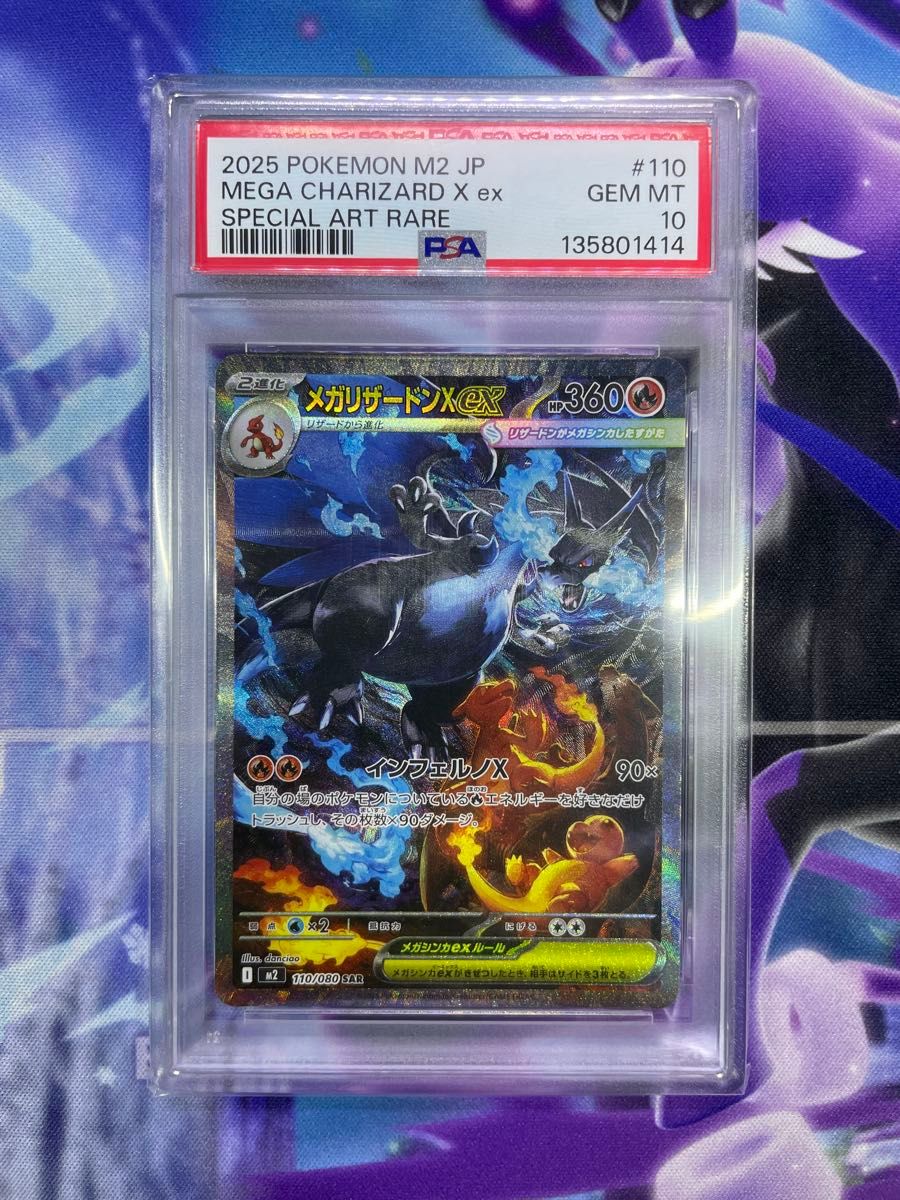 2025 POKEMON M2 JP #110
MEGA CHARIZARD X ex GEM MT
SPECIAL ART RARE 10
PSA 135801414
2進化 メガリザードンXex HP360
リザードから進化 リザードンがメガシンカしたすがた
インフェルノX 90×
自分の場のポケモンについている エネルギーを好きなだけ
トラッシュし、その枚数×90ダメージ。
弱点 ×2 抵抗力 にげる
メガシンカexルール
メガシンカexがきぜつしたとき、相手はサイドを3枚とる。
Illus. danciao
I M2 110/080 SAR